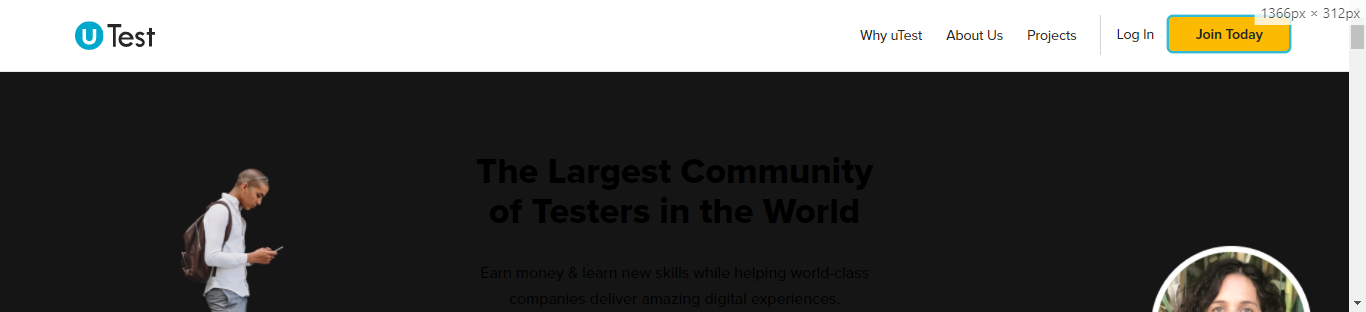 u Test
Why uTest
About Us
Projects
Log In
Join Today
1366px × 312px
The Largest Community
of Testers in the World
Earn money & learn new skills while helping world-class
companies deliver amazing digital experiences.